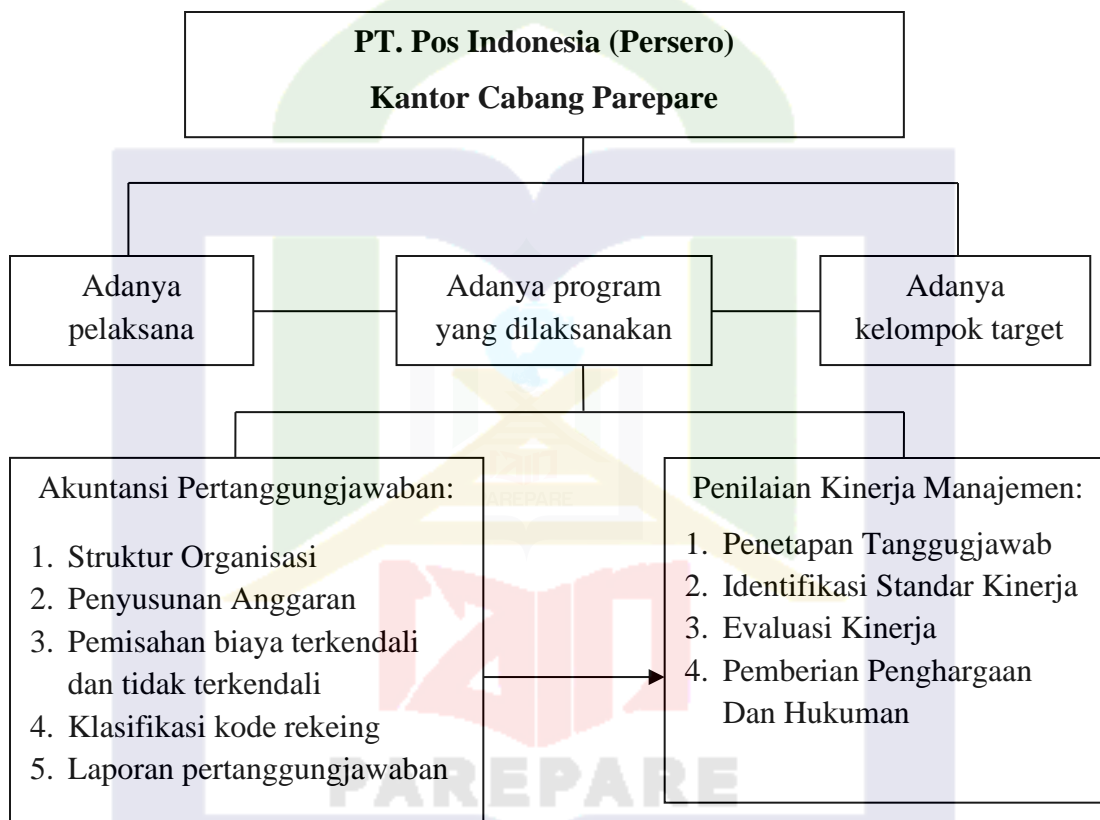 PT. Pos Indonesia (Persero)
Kantor Cabang Parepare
Adanya
pelaksana
Adanya program
yang dilaksanakan
Adanya
kelompok target
Akuntansi Pertanggungjawaban:
1. Struktur Organisasi
2. Penyusunan Anggaran
3. Pemisahan biaya terkendali
dan tidak terkendali
4. Klasifikasi kode rekeing
5. Laporan pertanggungjawaban
Penilaian Kinerja Manajemen:
1. Penetapan Tanggugjawab
2. Identifikasi Standar Kinerja
3. Evaluasi Kinerja
4. Pemberian Penghargaan
Dan Hukuman
PAREPARE
PAREPARE